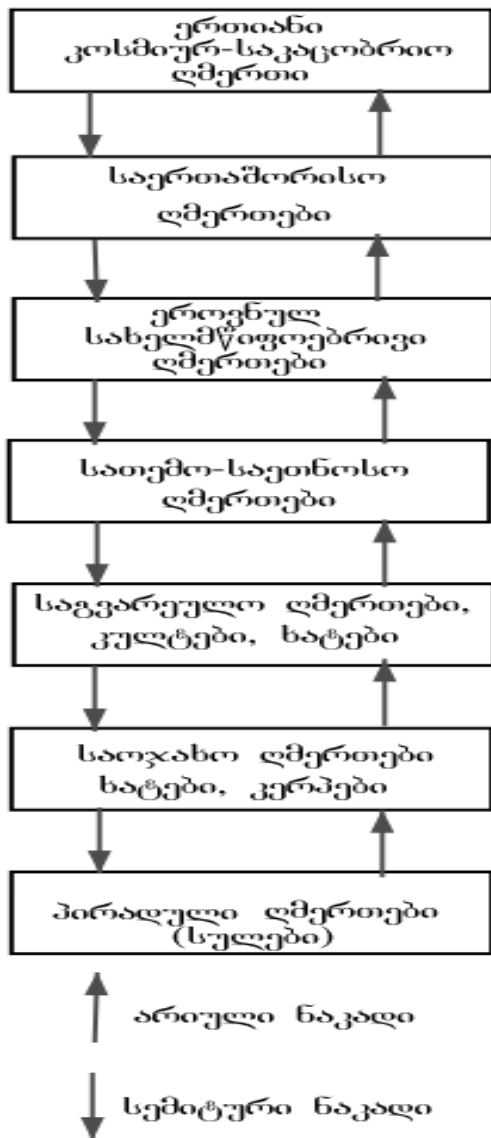 ერთიანი
კოსმიურ-საკაცობრიო
ღმერთი
საერთაშორისო
ღმერთები
ეროვნულ
სახელმწიფოებრივი
ღმერთები
სათემო-საეთნოსო
ღმერთები
საგვარეულო ღმერთები,
კულტები, ხატები
საოჯახო ღმერთები
ხატები, კერპები
პირადული ღმერთები
(სულები)
არიული ნაკადი
სემიტური ნაკადი